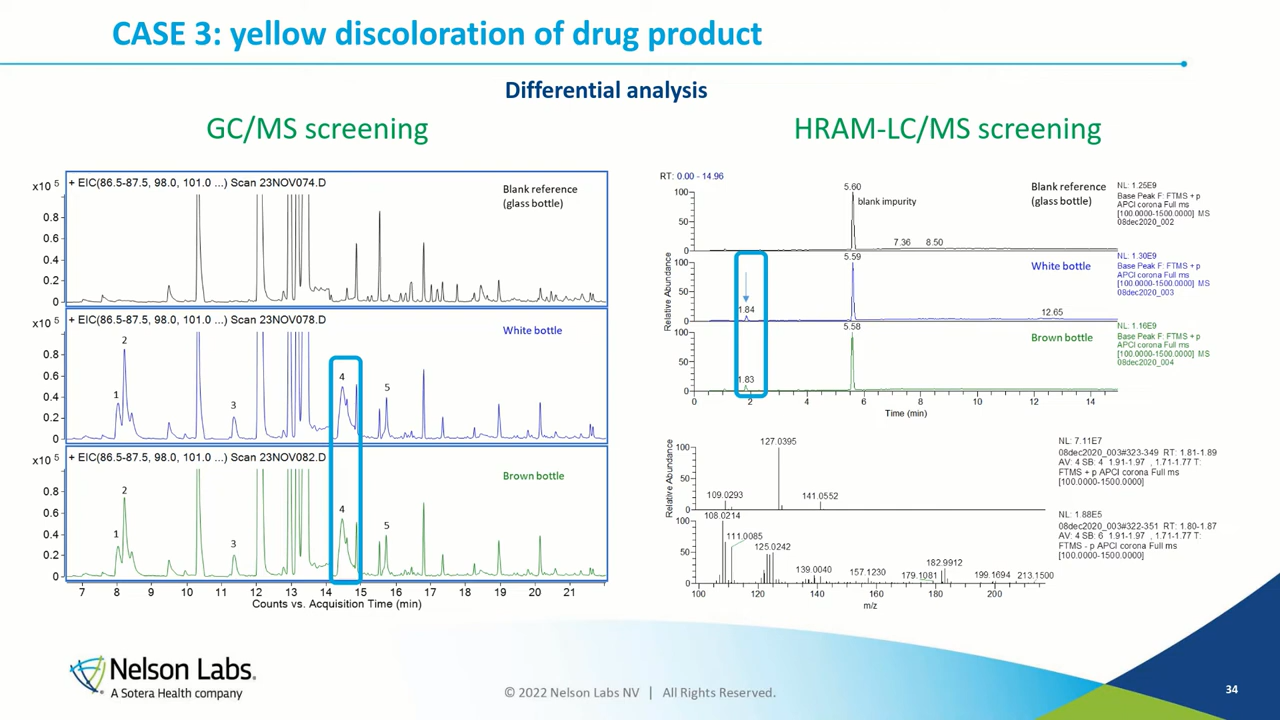 CASE 3: yellow discoloration of drug product
Differential analysis
GC/MS screening
HRAM-LC/MS screening
x10 5
+ EIC(86.5-87.5, 98.0, 101.0 ...) Scan 23NOV074.D
Blank reference
(glass bottle)
0.8
0.6
0.4
0.2
0
x10 5
+ EIC(86.5-87.5, 98.0, 101.0 ...) Scan 23NOV078.D
White bottle
0.8
0.6
0.4
0.2
0
1
2
3
4
5
x10 5
+ EIC(86.5-87.5, 98.0, 101.0 ...) Scan 23NOV082.D
Brown bottle
0.8
0.6
0.4
0.2
0
1
2
3
4
5
7 8 9 10 11 12 13 14 15 16 17 18 19 20 21
Counts vs. Acquisition Time (min)
RT: 0.00 - 14.96
Relative Abundance
100
50
0
5.60
blank impurity
7.36
8.50
Blank reference
(glass bottle)
NL: 1.25E9
Base Peak F: FTMS + p
APCI corona Full ms
[100.0000-1500.0000] MS
08dec2020_002
100
50
0
1.84
5.59
12.65
White bottle
NL: 1.30E9
Base Peak F: FTMS + p
APCI corona Full ms
[100.0000-1500.0000] MS
08dec2020_003
100
50
0
1.83
5.58
Brown bottle
NL: 1.16E9
Base Peak F: FTMS + p
APCI corona Full ms
[100.0000-1500.0000] MS
08dec2020_004
0 2 4 6 8 10 12 14
Time (min)
Relative Abundance
100
50
0
127.0395
109.0293
141.0552
NL: 7.11E7
08dec2020_003#323-349 RT: 1.81-1.89
AV: 4 SB: 4 1.91-1.97 , 1.71-1.77 T:
FTMS + p APCI corona Full ms
[100.0000-1500.0000]
100
50
0
108.0214
111.0085
125.0242
139.0040
157.1230
179.1081
182.9912
199.1694
213.1500
NL: 1.88E5
08dec2020_003#322-351 RT: 1.80-1.87
AV: 4 SB: 6 1.91-1.97 , 1.71-1.77 T:
FTMS - p APCI corona Full ms
[100.0000-1500.0000]
100 120 140 160 180 200
m/z
Nelson Labs.
A Sotera Health company
© 2022 Nelson Labs NV | All Rights Reserved.
34